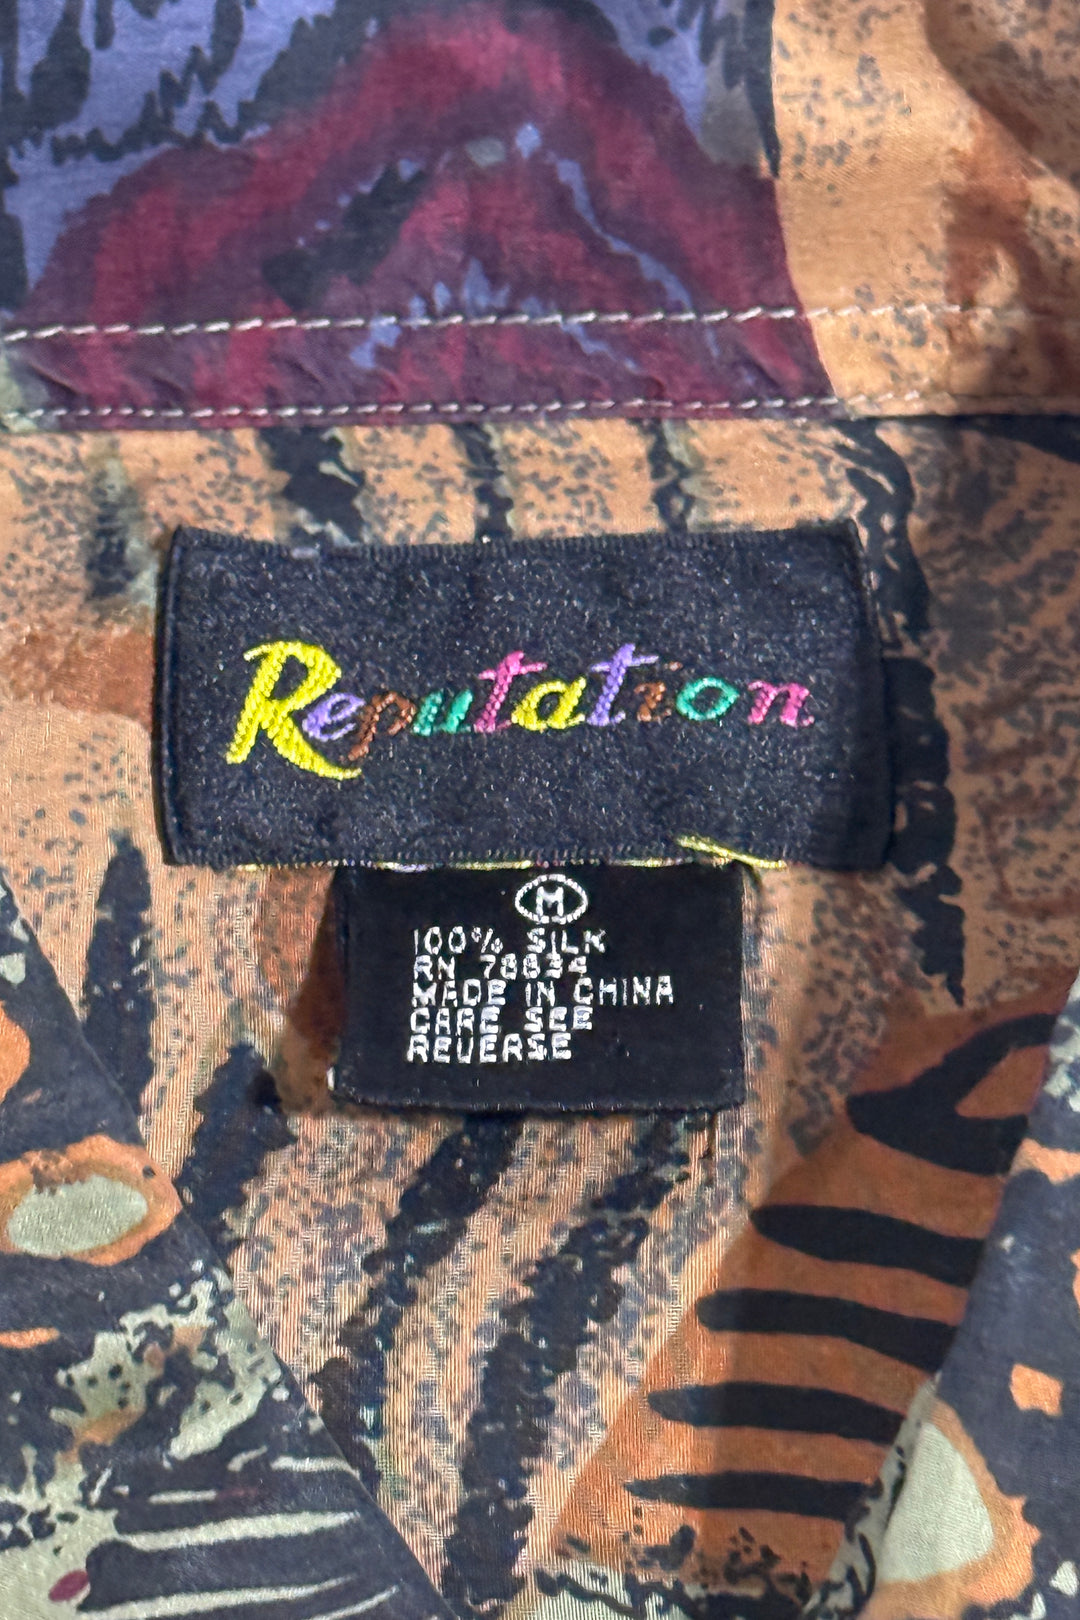 Reputation
M
100% SILK
RN 78834
MADE IN CHINA
CARE SEE
REVERSE